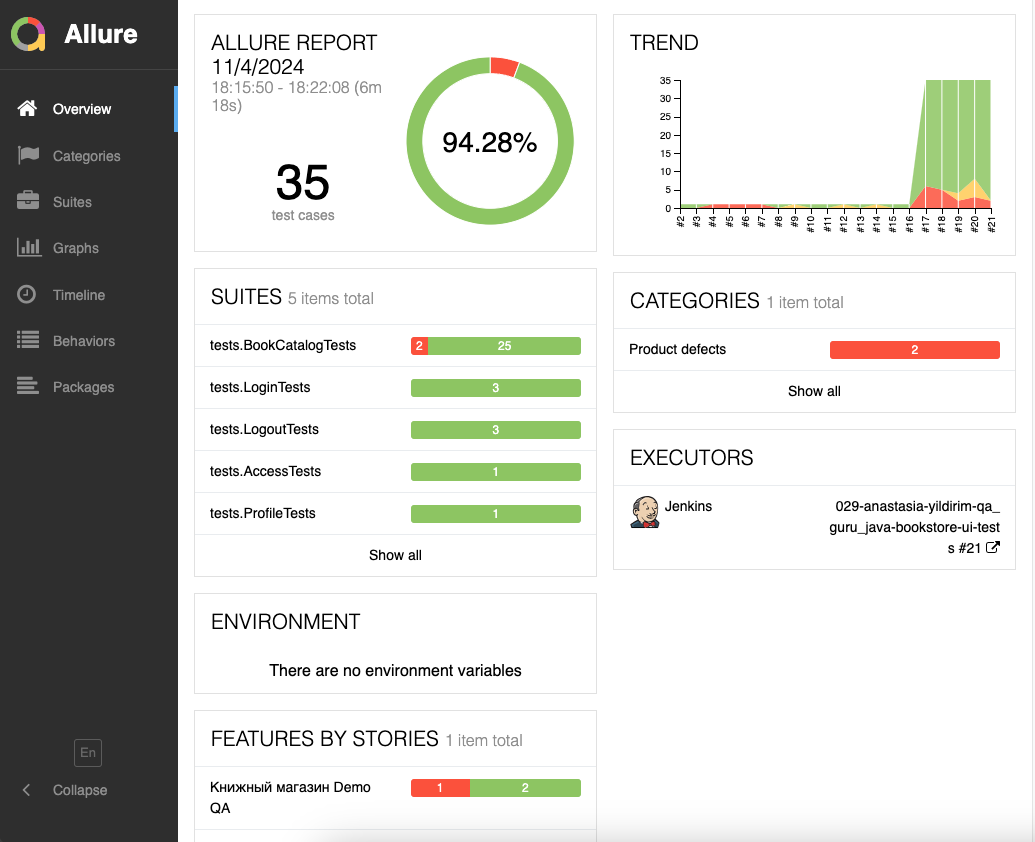 Allure
Overview
Categories
Suites
Graphs
Timeline
Behaviors
Packages
En
Collapse
ALLURE REPORT
11/4/2024
18:15:50 - 18:22:08 (6m
18s)
35
test cases
94.28%
SUITES 5 items total
tests.BookCatalogTests 2 25
tests.LoginTests 3
tests.LogoutTests 3
tests.AccessTests 1
tests.ProfileTests 1
Show all
ENVIRONMENT
There are no environment variables
FEATURES BY STORIES 1 item total
Книжный магазин Demo
QA
1 2
TREND
35
30
25
20
15
10
5
0
#2 #3 #4 #5 #6 #7 #8 #9 #10 #11 #12 #13 #14 #15 #16 #17 #18 #19 #20 #21
CATEGORIES 1 item total
Product defects 2
Show all
EXECUTORS
Jenkins
029-anastasia-yildirim-qa_
guru_java-bookstore-ui-test
s #21